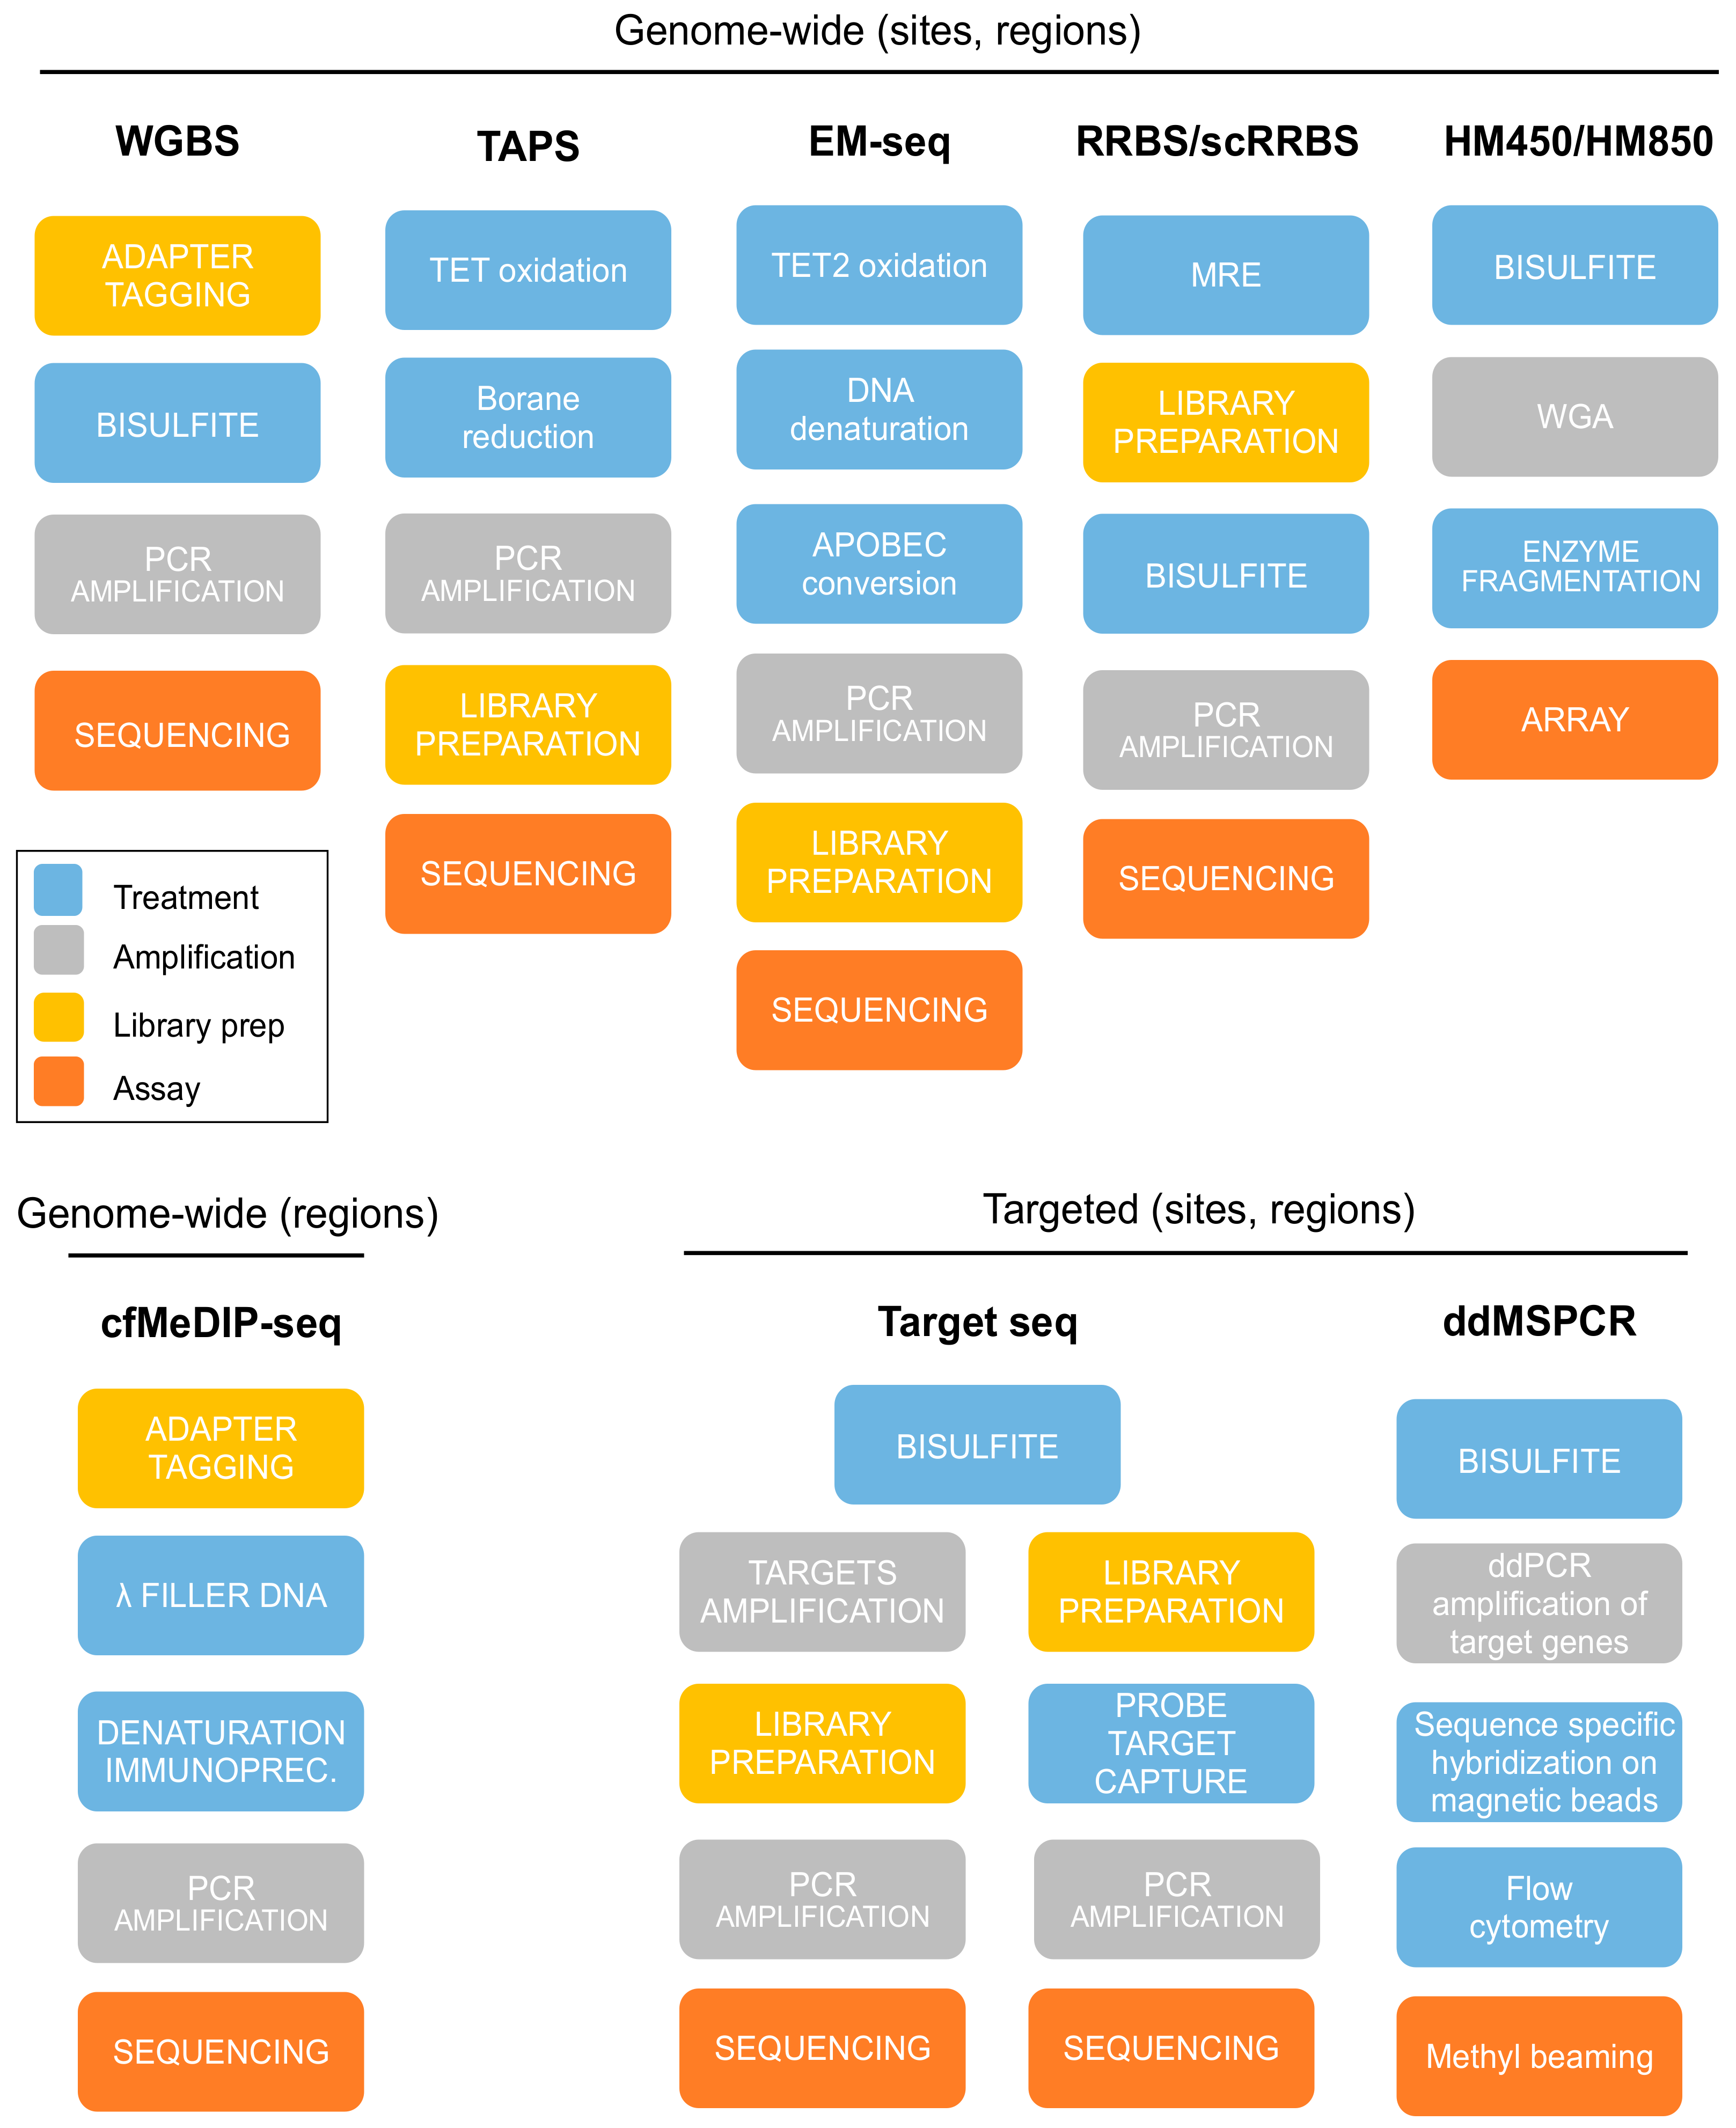 Genome-wide (sites, regions)
WGBS
ADAPTER
TAGGING
BISULFITE
PCR
AMPLIFICATION
SEQUENCING
TAPS
TET oxidation
Borane
reduction
PCR
AMPLIFICATION
LIBRARY
PREPARATION
SEQUENCING
EM-seq
TET2 oxidation
DNA
denaturation
APOBEC
conversion
PCR
AMPLIFICATION
LIBRARY
PREPARATION
SEQUENCING
RRBS/scRRBS
MRE
LIBRARY
PREPARATION
BISULFITE
PCR
AMPLIFICATION
SEQUENCING
HM450/HM850
BISULFITE
WGA
ENZYME
FRAGMENTATION
ARRAY
Treatment
Amplification
Library prep
Assay
Genome-wide (regions)
cfMeDIP-seq
ADAPTER
TAGGING
λ FILLER DNA
DENATURATION
IMMUNOPREC.
PCR
AMPLIFICATION
SEQUENCING
Targeted (sites, regions)
Target seq
BISULFITE
TARGETS
AMPLIFICATION
LIBRARY
PREPARATION
PCR
AMPLIFICATION
SEQUENCING
LIBRARY
PREPARATION
PROBE
TARGET
CAPTURE
PCR
AMPLIFICATION
SEQUENCING
ddMSPCR
BISULFITE
ddPCR
amplification of
target genes
Sequence specific
hybridization on
magnetic beads
Flow
cytometry
Methyl beaming